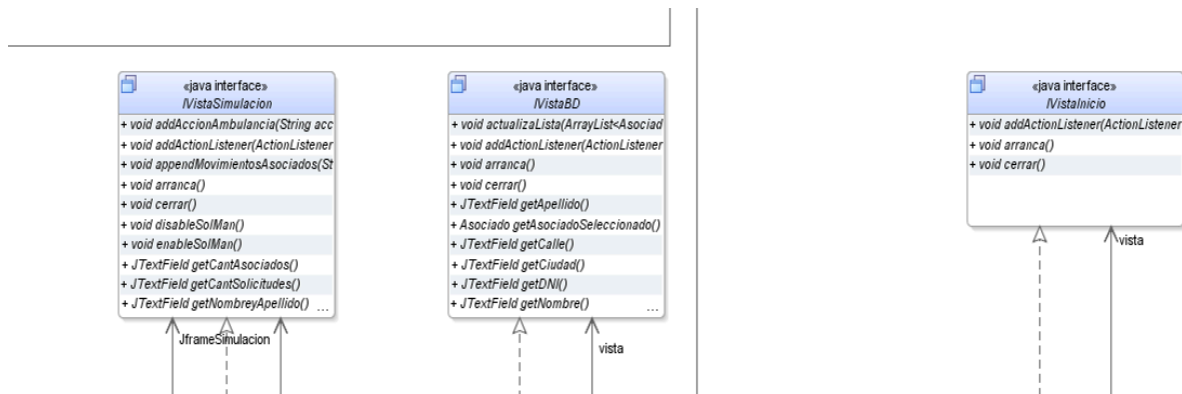 «java interface»
IVistaSimulacion
+ void addAccionAmbulancia(String acc
+ void addActionListener(ActionListener
+ void appendMovimientosAsociados(St
+ void arranca()
+ void cerrar()
+ void disableSolMan()
+ void enableSolMan()
+ JTextField getCantAsociados()
+ JTextField getCantSolicitudes()
+ JTextField getNombreyApellido() ...
JframeSimulacion
«java interface»
IVistaBD
+ void actualizaLista(ArrayList<Asociad
+ void addActionListener(ActionListener
+ void arranca()
+ void cerrar()
+ JTextField getApellido()
+ Asociado getAsociadoSeleccionado()
+ JTextField getCalle()
+ JTextField getCiudad()
+ JTextField getDNI()
+ JTextField getNombre() ...
vista
«java interface»
IVistaInicio
+ void addActionListener(ActionListener
+ void arranca()
+ void cerrar()
vista